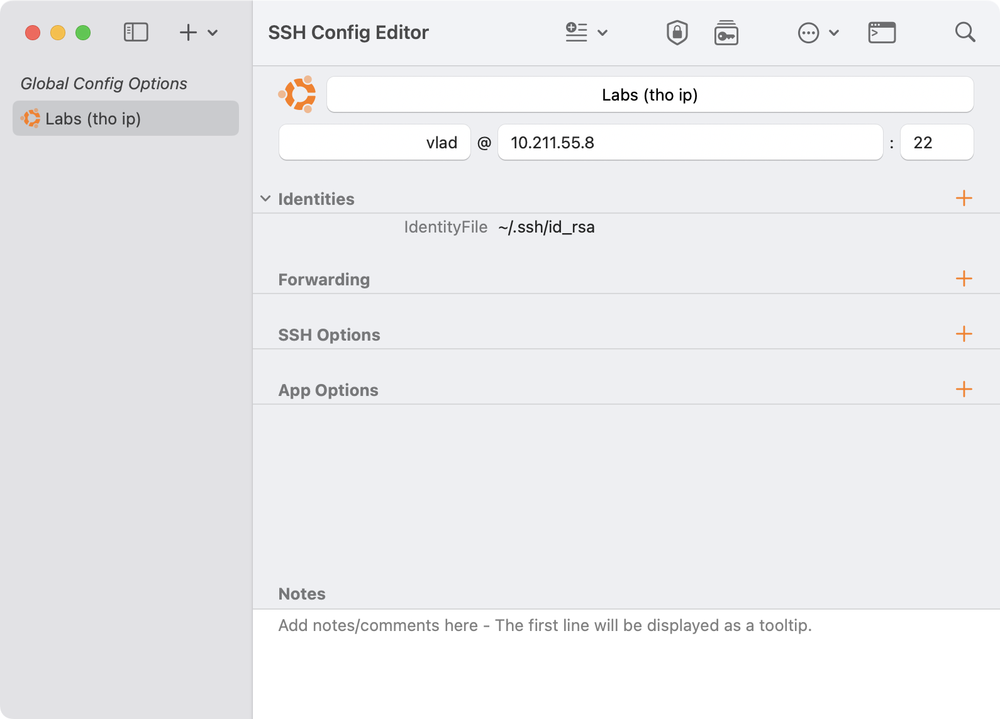 SSH Config Editor
Global Config Options
Labs (tho ip)
Labs (tho ip)
vlad @ 10.211.55.8 : 22
Identities
IdentityFile ~/.ssh/id_rsa
Forwarding
SSH Options
App Options
Notes
Add notes/comments here - The first line will be displayed as a tooltip.